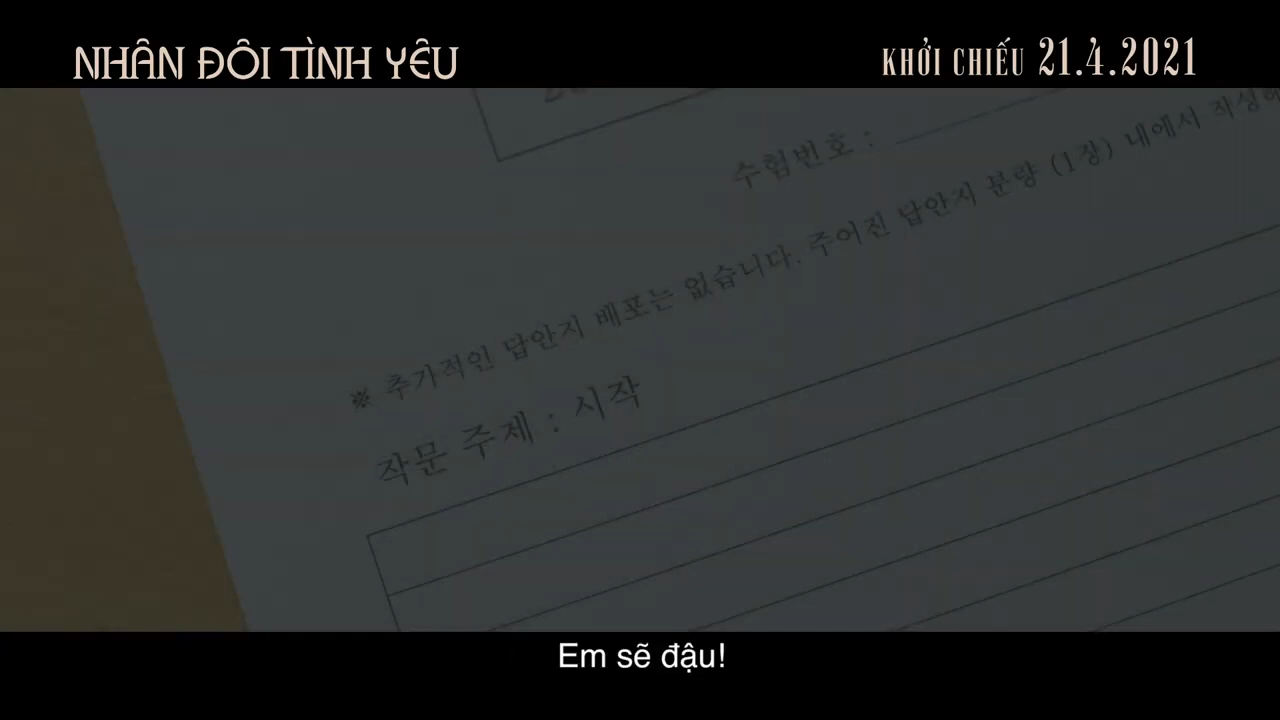 NHÂN ĐÔI TÌNH YÊU
KHỞI CHIẾU 21.4.2021
수험번호 :
※ 추가적인 답안지 배포는 없습니다. 주어진 답안지 분량 (1장) 내에서
작문 주제 : 시작
Em sẽ đậu!